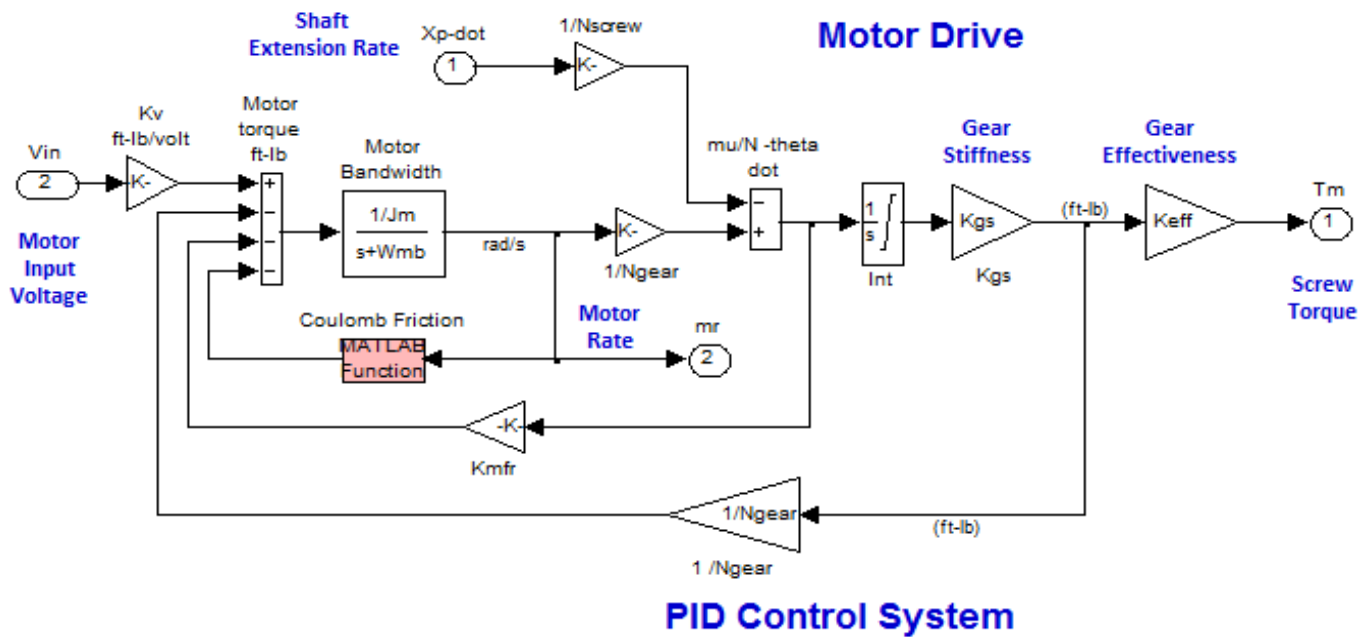 Shaft
Extension Rate
Xp-dot
1
1/Nscrew
K-
Motor Drive
Kv
ft-lb/volt
Motor
torque
ft-lb
Vin
2
K-
Motor
Input
Voltage
+
−
−
−
Motor
Bandwidth
1/Jm
s+Wmb
rad/s
K-
1/Ngear
mu/N -theta
dot
−
+
1
s
Int
Gear
Stiffness
Kgs
Kgs
(ft-lb)
Gear
Effectiveness
Keff
Tm
1
Screw
Torque
Coulomb Friction
MATLAB
Function
Motor
Rate
mr
2
-K-
Kmfr
1/Ngear
(ft-lb)
1 /Ngear
PID Control System